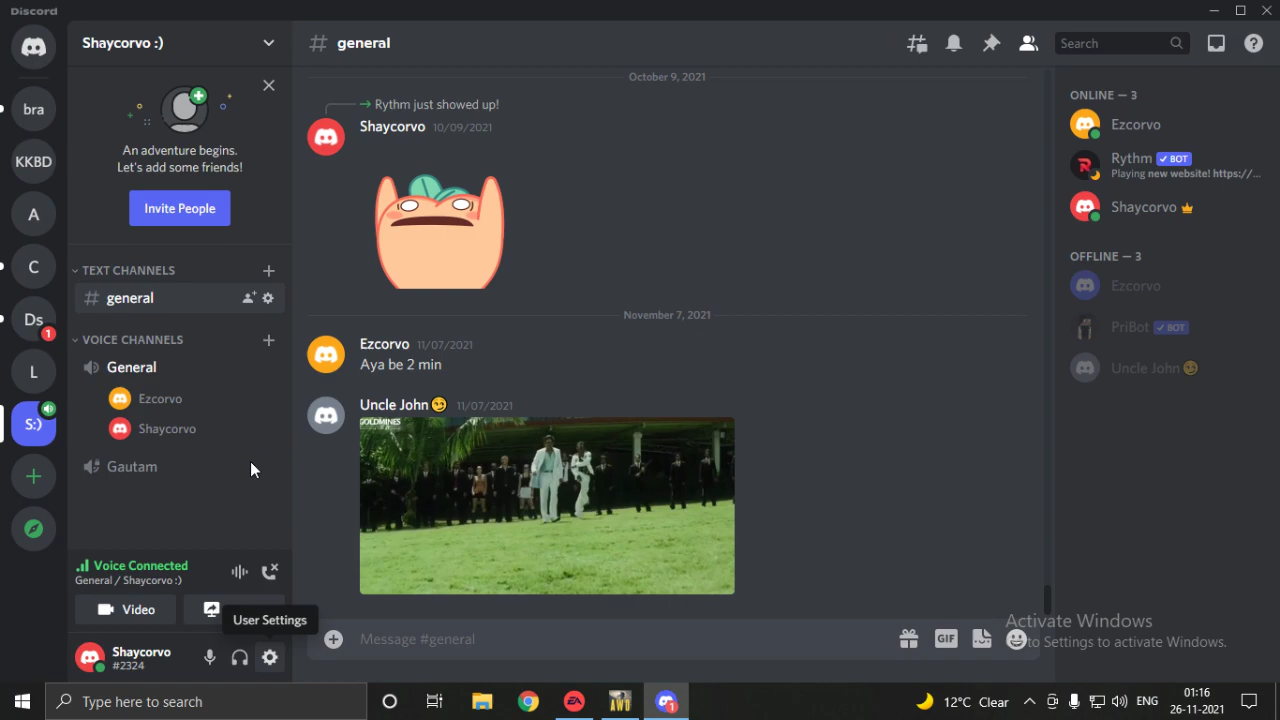 Discord
bra
KKBD
A
C
Ds
1
L
S:)
Shaycorvo :)
An adventure begins.
Let's add some friends!
Invite People
TEXT CHANNELS
general
VOICE CHANNELS
General
Ezcorvo
Shaycorvo
Gautam
Voice Connected
General / Shaycorvo :)
Video
User Settings
Shaycorvo
#2324
general
Search
October 9, 2021
Rythm just showed up!
Shaycorvo 10/09/2021
November 7, 2021
Ezcorvo 11/07/2021
Aya be 2 min
Uncle John😏 11/07/2021
GOLDMINES
Message #general
GIF
ONLINE — 3
Ezcorvo
Rythm ✓ BOT
Playing new website! https://...
Shaycorvo
OFFLINE — 3
Ezcorvo
PriBot ✓ BOT
Uncle John😏
Activate Windows
to Settings to activate Windows.
Type here to search
EA
1
12°C Clear
ENG
01:16
26-11-2021